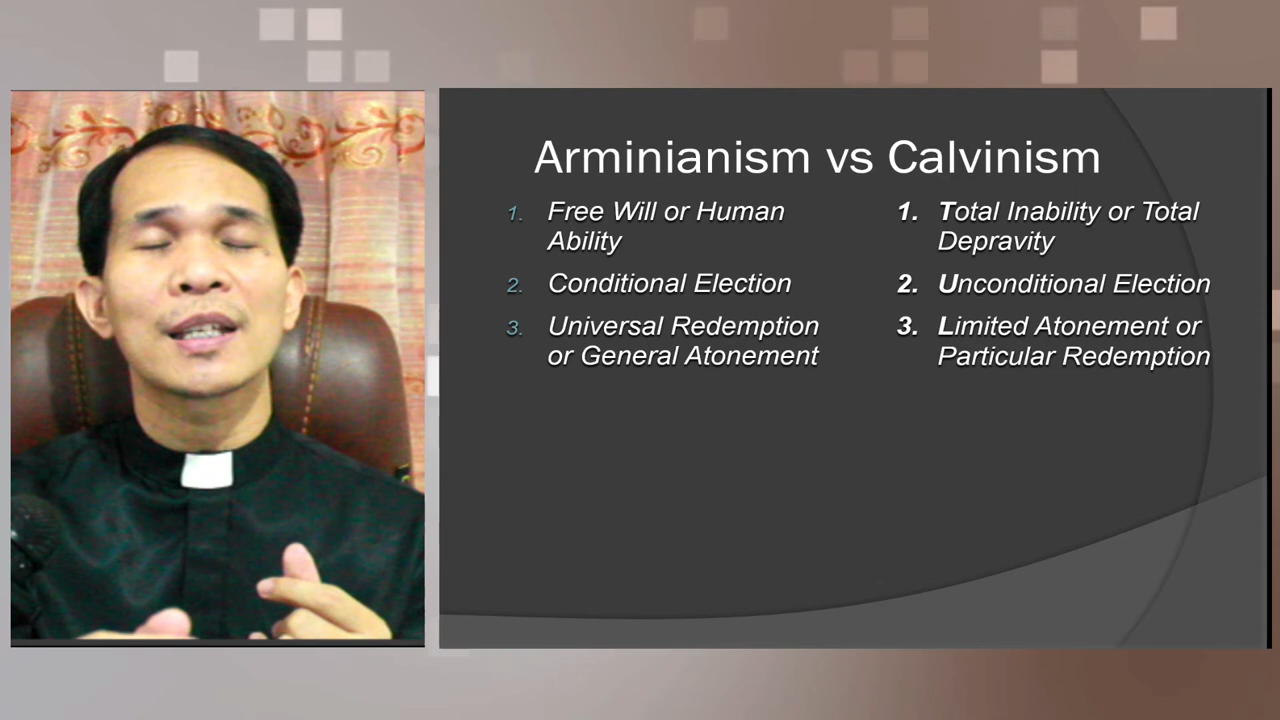 Arminianism vs Calvinism
1. Free Will or Human
Ability
2. Conditional Election
3. Universal Redemption
or General Atonement
1. Total Inability or Total
Depravity
2. Unconditional Election
3. Limited Atonement or
Particular Redemption